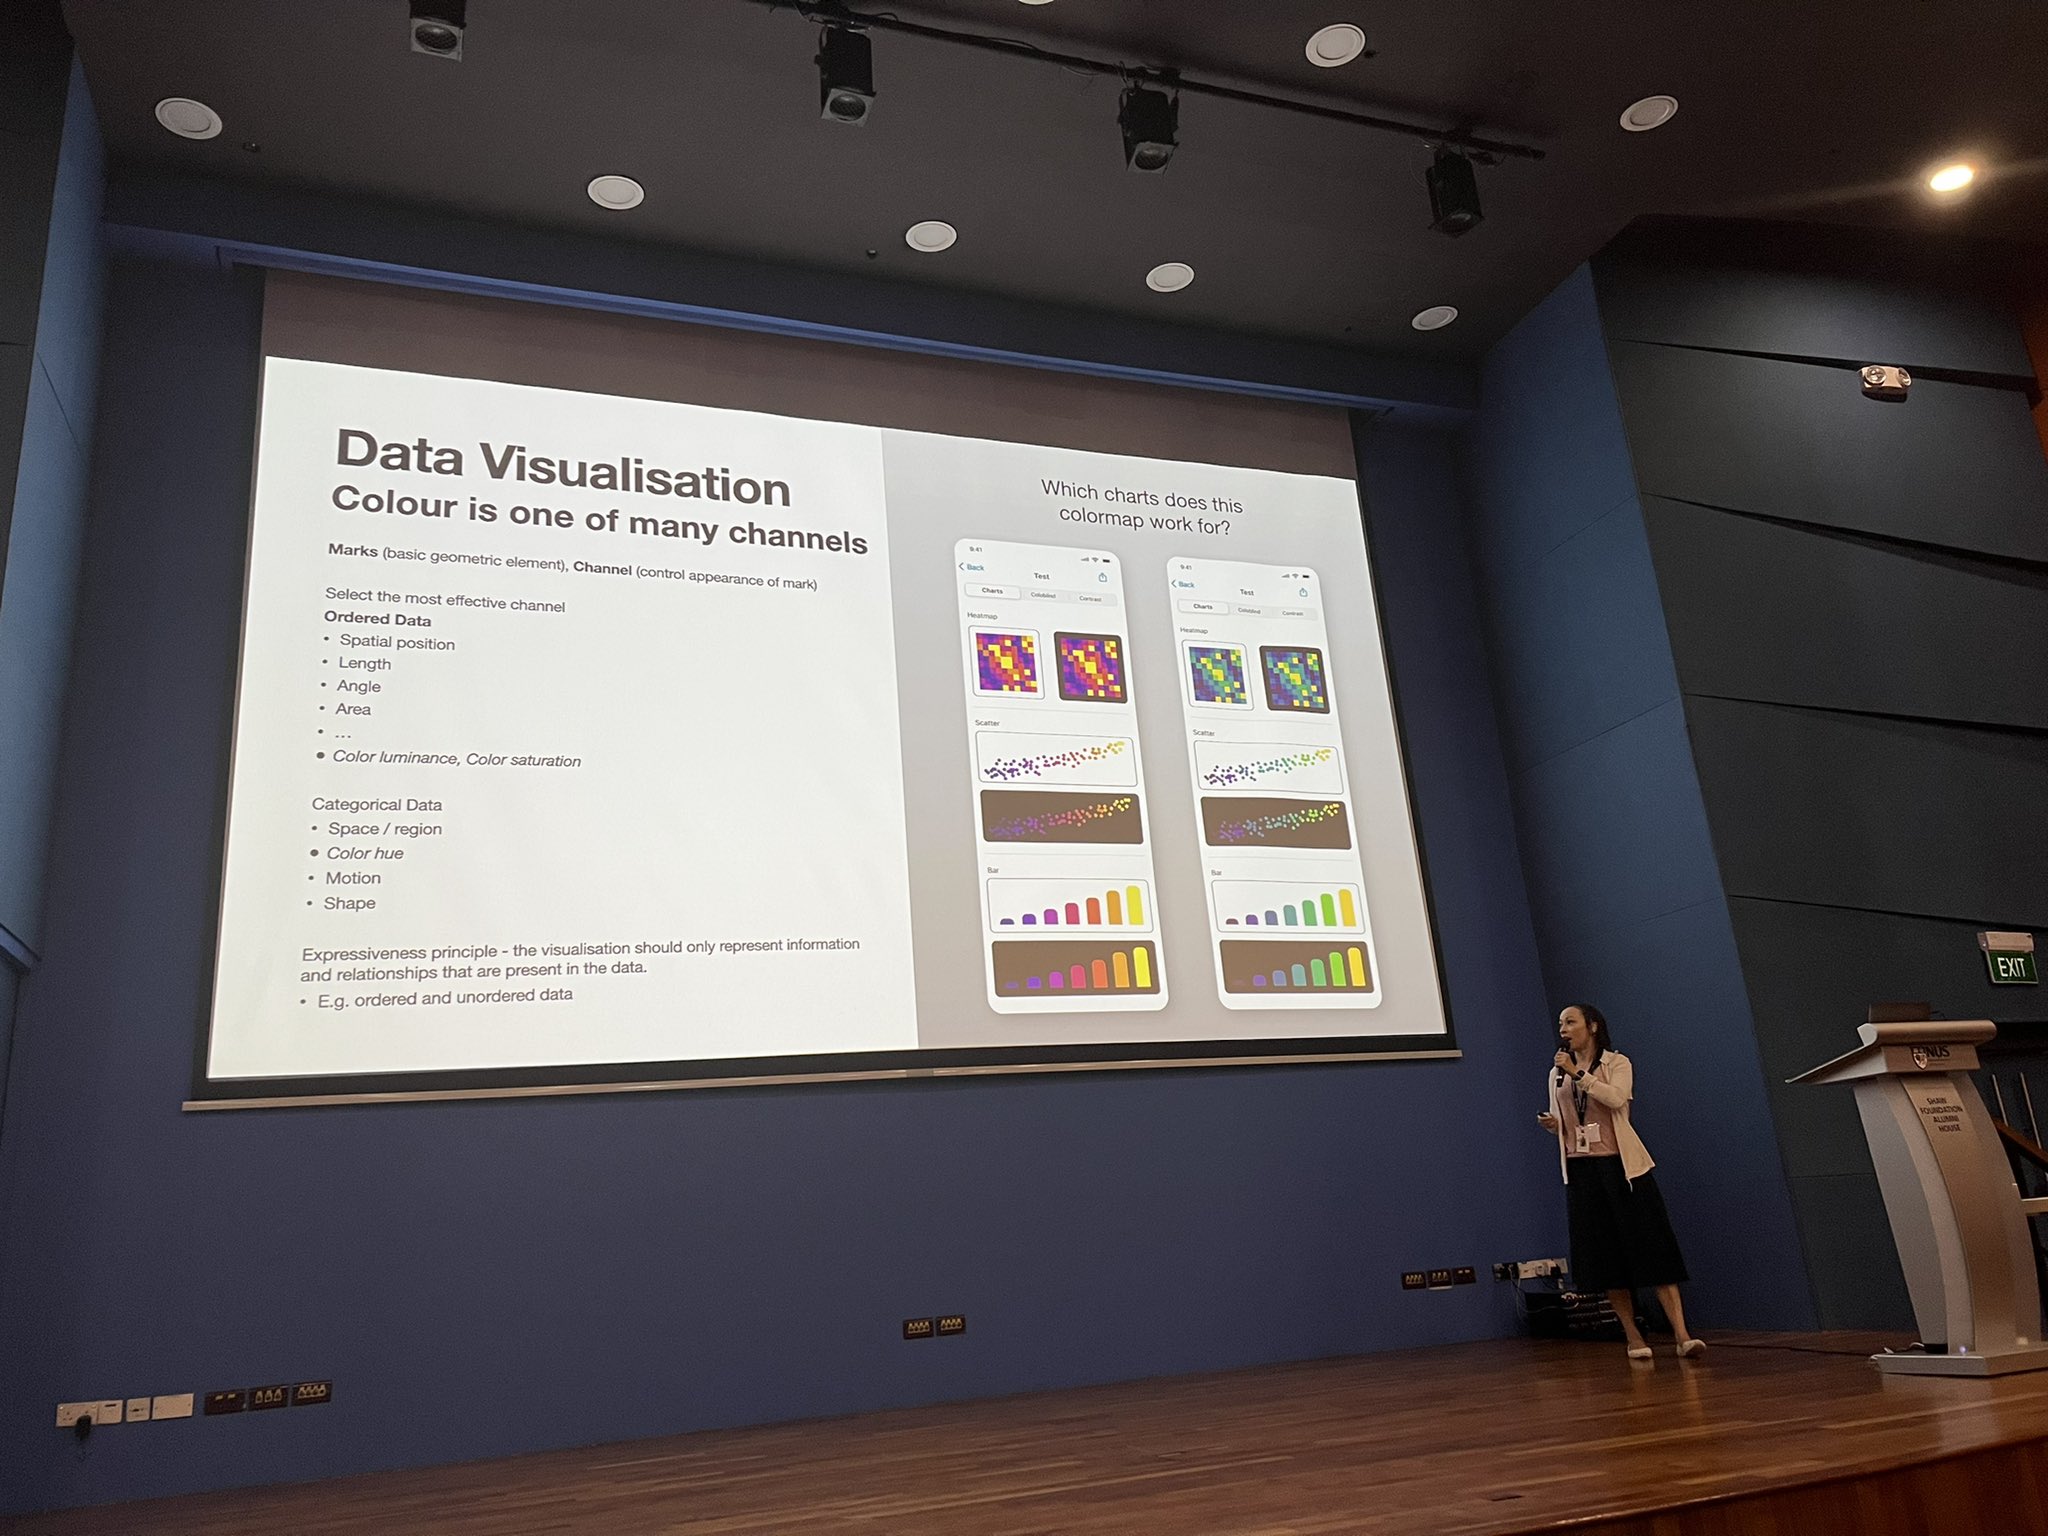 Data Visualisation
Colour is one of many channels
Marks (basic geometric element), Channel (control appearance of mark)
Select the most effective channel
Ordered Data
• Spatial position
• Length
• Angle
• Area
• ...
• Color luminance, Color saturation
Categorical Data
• Space / region
• Color hue
• Motion
• Shape
Expressiveness principle - the visualisation should only represent information
and relationships that are present in the data.
• E.g. ordered and unordered data
Which charts does this
colormap work for?
9:41
Back
Test
Charts Colorblind Contrast
Heatmap
Scatter
Bar
9:41
Back
Test
Charts Colorblind Contrast
Heatmap
Scatter
Bar
EXIT
NUS
SHAW
FOUNDATION
ALUMNI
HOUSE